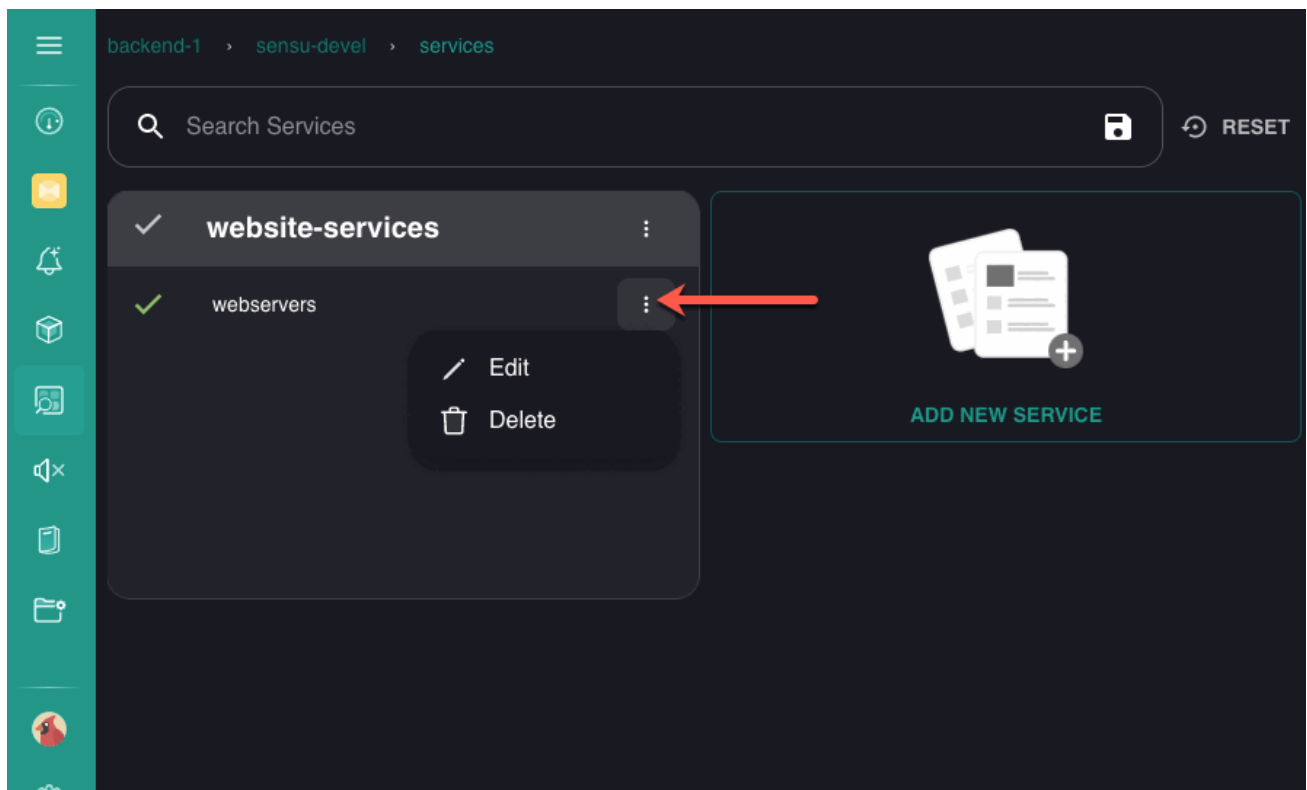 backend-1 › sensu-devel › services
Search Services
RESET
website-services
webservers
Edit
Delete
ADD NEW SERVICE